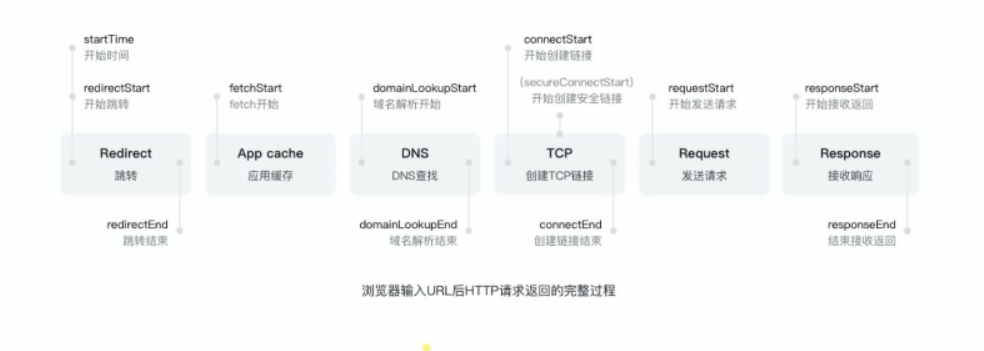 startTime
开始时间
redirectStart
开始跳转
fetchStart
fetch开始
domainLookupStart
域名解析开始
connectStart
开始创建链接
(secureConnectStart)
开始创建安全链接
requestStart
开始发送请求
responseStart
开始接收返回
Redirect
跳转
App cache
应用缓存
DNS
DNS查找
TCP
创建TCP链接
Request
发送请求
Response
接收响应
redirectEnd
跳转结束
domainLookupEnd
域名解析结束
connectEnd
创建链接结束
responseEnd
结束接收返回
浏览器输入URL后HTTP请求返回的完整过程